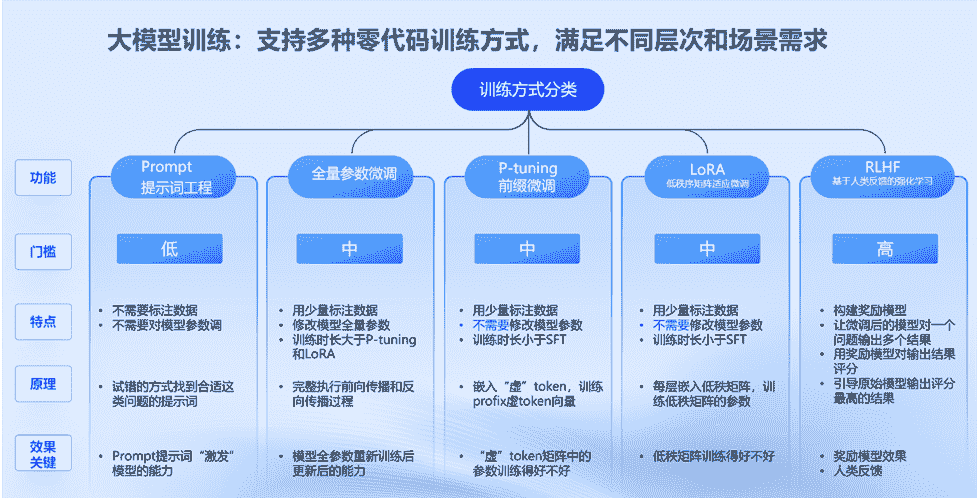 大模型训练：支持多种零代码训练方式，满足不同层次和场景需求
训练方式分类
功能
Prompt
提示词工程
全量参数微调
P-tuning
前缀微调
LoRA
低秩序矩阵适应微调
RLHF
基于人类反馈的强化学习
门槛
低
中
中
中
高
特点
• 不需要标注数据
• 不需要对模型参数调
• 用少量标注数据
• 修改模型全量参数
• 训练时长大于P-tuning
和LoRA
• 用少量标注数据
• 不需要修改模型参数
• 训练时长小于SFT
• 用少量标注数据
• 不需要修改模型参数
• 训练时长小于SFT
• 构建奖励模型
• 让微调后的模型对一个
问题输出多个结果
• 用奖励模型对输出结果
评分
• 引导原始模型输出评分
最高的结果
原理
• 试错的方式找到合适这
类问题的提示词
• 完整执行前向传播和反
向传播过程
• 嵌入“虚”token，训练
profix虚token向量
• 每层嵌入低秩矩阵，训
练低秩矩阵的参数
效果
关键
• Prompt提示词“激发”
模型的能力
• 模型全参数重新训练后
更新后的能力
• “虚”token矩阵中的
参数训练得好不好
• 低秩矩阵训练得好不好
• 奖励模型效果
• 人类反馈